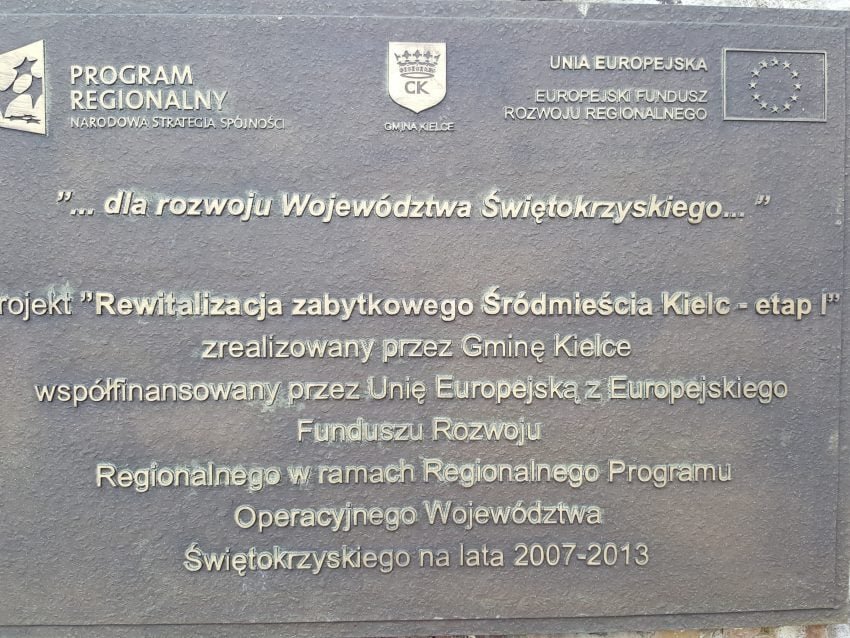 PROGRAM
REGIONALNY
NARODOWA STRATEGIA SPÓJNOŚCI
CK
GMINA KIELCE
UNIA EUROPEJSKA
EUROPEJSKI FUNDUSZ
ROZWOJU REGIONALNEGO
"... dla rozwoju Województwa Świętokrzyskiego... "
rojekt "Rewitalizacja zabytkowego Śródmieścia Kielc - etap I"
zrealizowany przez Gminę Kielce
współfinansowany przez Unię Europejską z Europejskiego
Funduszu Rozwoju
Regionalnego w ramach Regionalnego Programu
Operacyjnego Województwa
Świętokrzyskiego na lata 2007-2013